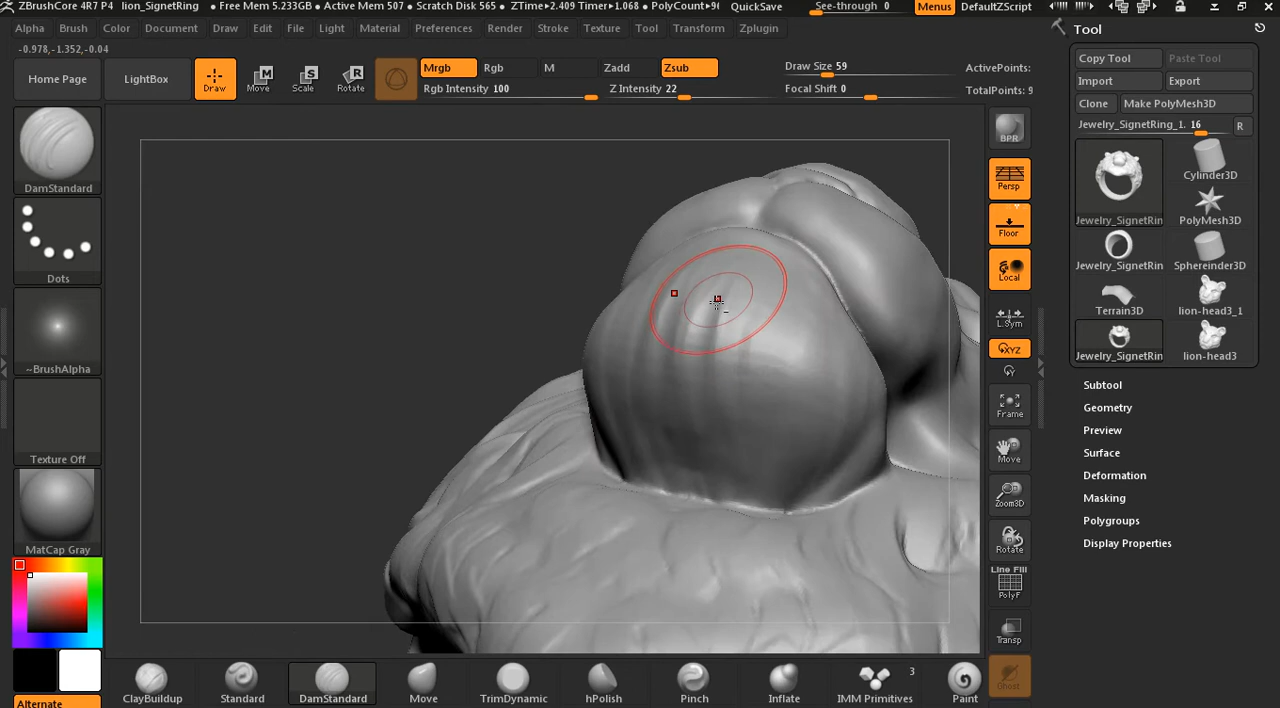 ZBrushCore 4R7 P4 lion_SignetRing • Free Mem 5.233GB • Active Mem 507 • Scratch Disk 565 • ZTime▸2.409 Timer▸1.068 • PolyCount▸9 QuickSave See-through 0 Menus DefaultZScript
Alpha Brush Color Document Draw Edit File Light Material Preferences Render Stroke Texture Tool Transform Zplugin
-0.978,-1.352,-0.04
Home Page
LightBox
Draw
Move
Scale
Rotate
Mrgb Rgb M Zadd Zsub
Rgb Intensity 100 Z Intensity 22
Draw Size 59
Focal Shift 0
ActivePoints:
TotalPoints: 9
DamStandard
Dots
~BrushAlpha
Texture Off
MatCap Gray
Alternate
BPR
Persp
Floor
Local
L.Sym
XYZ
Y
Frame
Move
Zoom3D
Rotate
Line Fill
PolyF
Transp
Ghost
Tool
Copy Tool Paste Tool
Import Export
Clone Make PolyMesh3D
Jewelry_SignetRing_1. 16 R
Jewelry_SignetRin
Cylinder3D
PolyMesh3D
Jewelry_SignetRin
Sphereinder3D
Terrain3D
lion-head3_1
Jewelry_SignetRin
lion-head3
Subtool
Geometry
Preview
Surface
Deformation
Masking
Polygroups
Display Properties
ClayBuildup Standard DamStandard Move TrimDynamic hPolish Pinch Inflate IMM Primitives 3 Paint